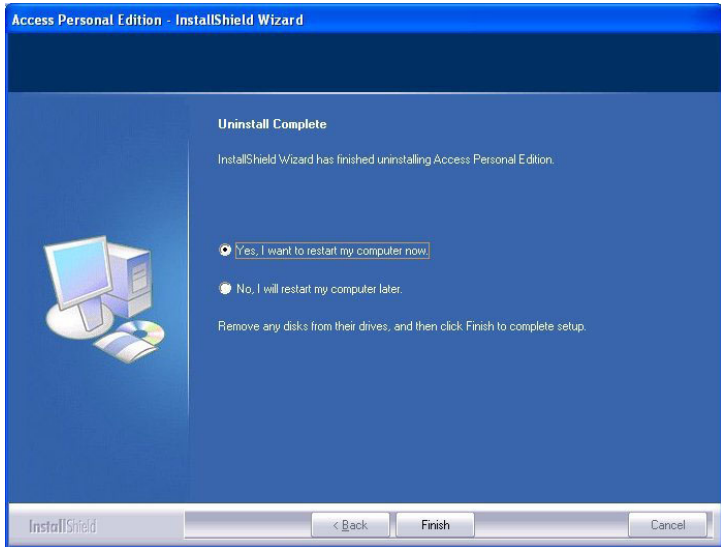 Access Personal Edition - InstallShield Wizard
Uninstall Complete
InstallShield Wizard has finished uninstalling Access Personal Edition.
Yes, I want to restart my computer now.
No, I will restart my computer later.
Remove any disks from their drives, and then click Finish to complete setup.
InstallShield
< Back
Finish
Cancel